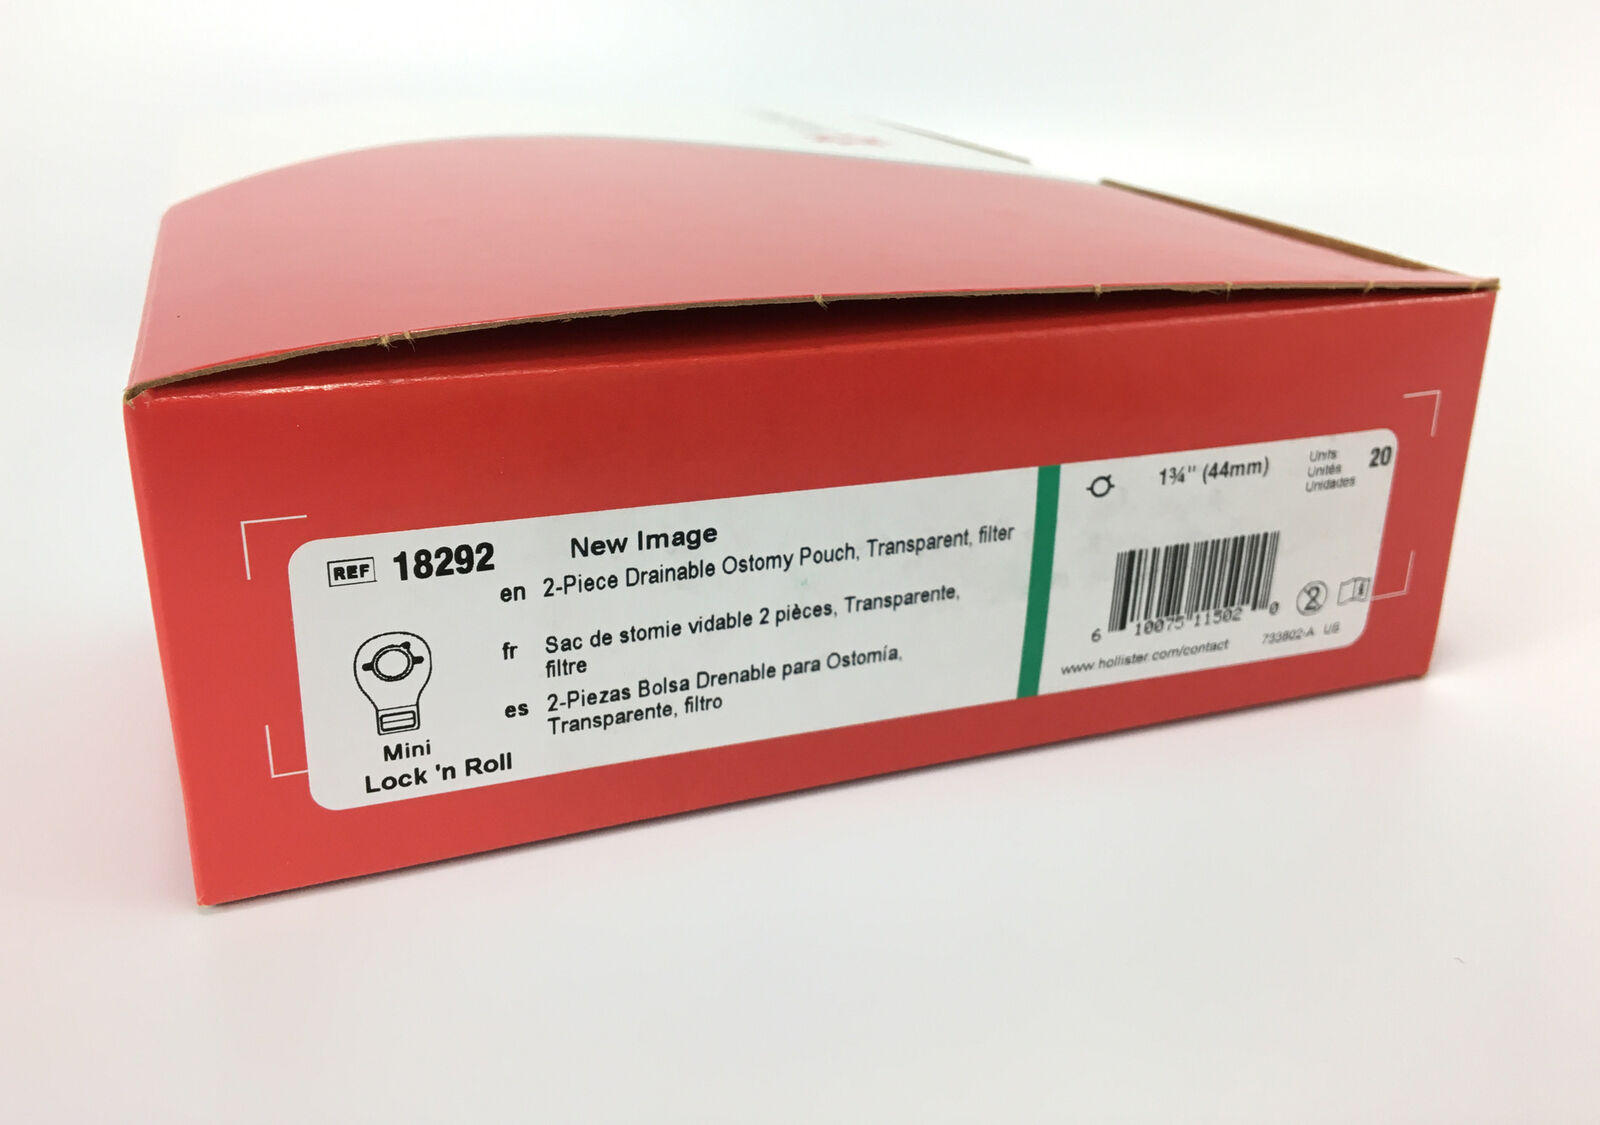 REF 18292
New Image
en 2-Piece Drainable Ostomy Pouch, Transparent, filter
fr Sac de stomie vidable 2 pièces, Transparente,
filtre
es 2-Piezas Bolsa Drenable para Ostomía,
Transparente, filtro
Mini
Lock 'n Roll
1¾" (44mm)
Units 20
Unités
Unidades
6 10075 11502 0
2
www.hollister.com/contact
733802-A US